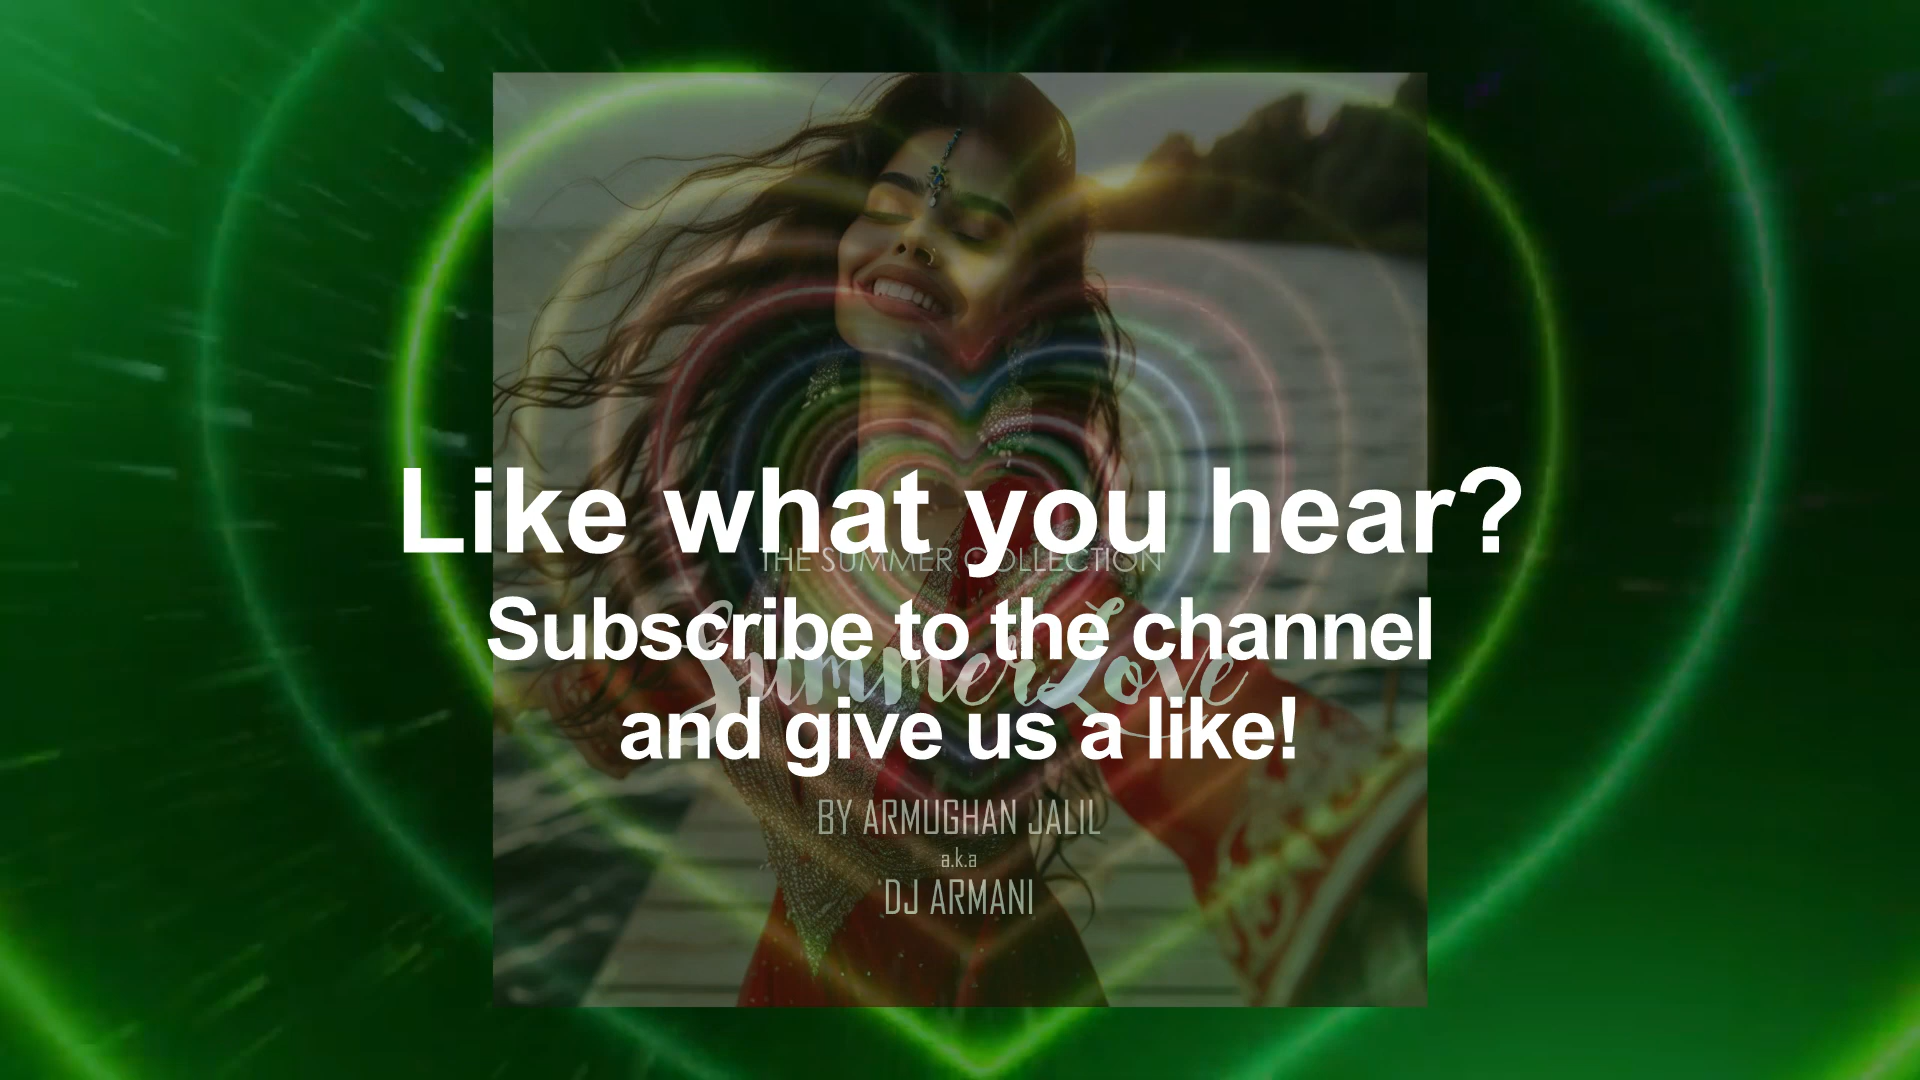 Like what you hear?
THE SUMMER COLLECTION
Subscribe to the channel
Summer Love
and give us a like!
BY ARMUGHAN JALIL
a.k.a
DJ ARMANI